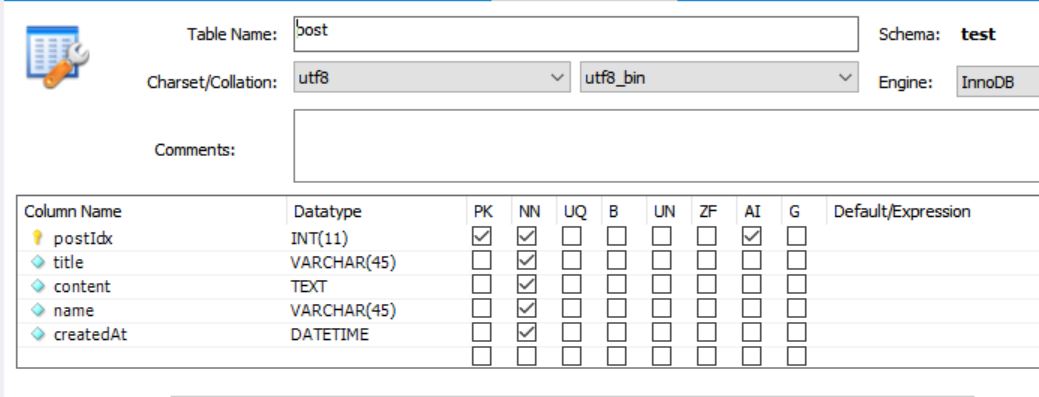 Table Name: post Schema: test
Charset/Collation: utf8 utf8_bin Engine: InnoDB
Comments:
Column Name Datatype PK NN UQ B UN ZF AI G Default/Expression
postIdx INT(11)
title VARCHAR(45)
content TEXT
name VARCHAR(45)
createdAt DATETIME